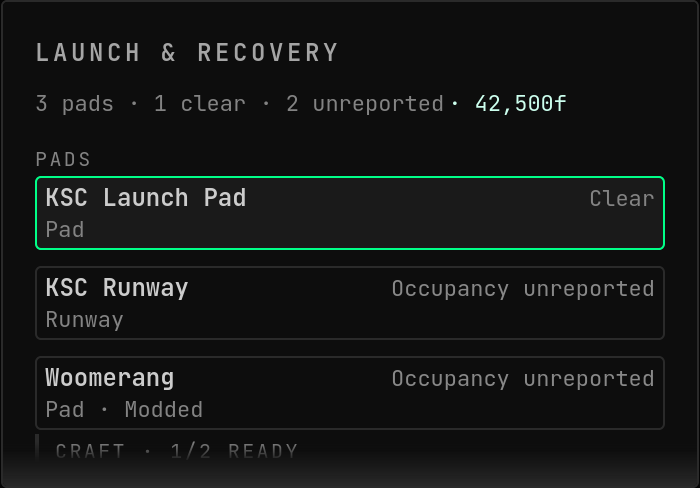 LAUNCH & RECOVERY
3 pads · 1 clear · 2 unreported · 42,500f
PADS
KSC Launch Pad Clear
Pad
KSC Runway Occupancy unreported
Runway
Woomerang Occupancy unreported
Pad · Modded
CRAFT · 1/2 READY